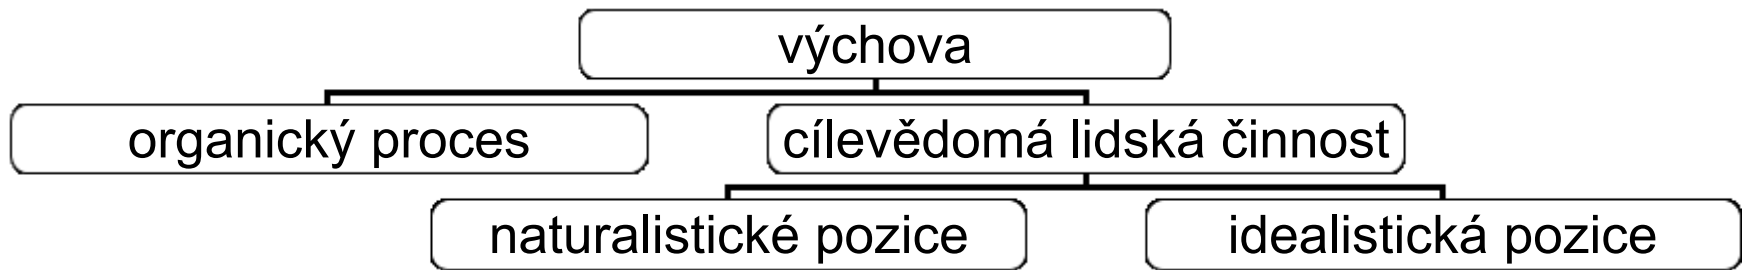 výchova
organický proces
cílevědomá lidská činnost
naturalistické pozice
idealistická pozice